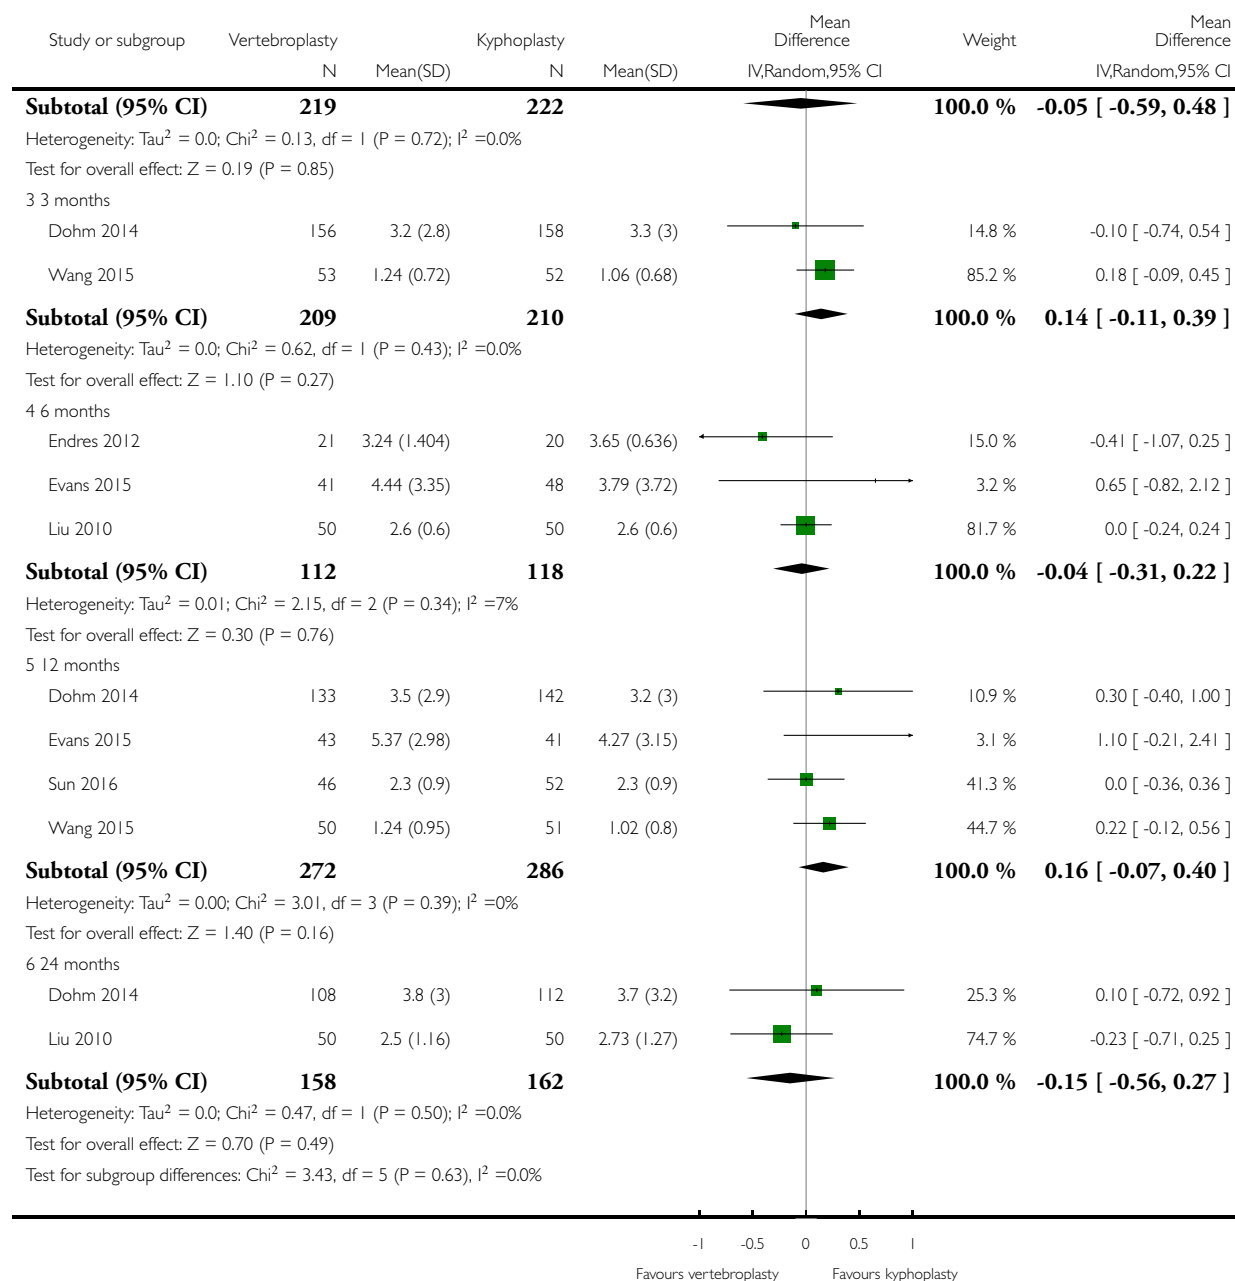 Study or subgroup Vertebroplasty Kyphoplasty Mean Difference Weight Mean Difference
N Mean(SD) N Mean(SD) IV,Random,95% CI IV,Random,95% CI
Subtotal (95% CI) 219 222 100.0 % -0.05 [ -0.59, 0.48 ]
Heterogeneity: Tau² = 0.0; Chi² = 0.13, df = 1 (P = 0.72); I² =0.0%
Test for overall effect: Z = 0.19 (P = 0.85)
3 3 months
Dohm 2014 156 3.2 (2.8) 158 3.3 (3) 14.8 % -0.10 [ -0.74, 0.54 ]
Wang 2015 53 1.24 (0.72) 52 1.06 (0.68) 85.2 % 0.18 [ -0.09, 0.45 ]
Subtotal (95% CI) 209 210 100.0 % 0.14 [ -0.11, 0.39 ]
Heterogeneity: Tau² = 0.0; Chi² = 0.62, df = 1 (P = 0.43); I² =0.0%
Test for overall effect: Z = 1.10 (P = 0.27)
4 6 months
Endres 2012 21 3.24 (1.404) 20 3.65 (0.636) 15.0 % -0.41 [ -1.07, 0.25 ]
Evans 2015 41 4.44 (3.35) 48 3.79 (3.72) 3.2 % 0.65 [ -0.82, 2.12 ]
Liu 2010 50 2.6 (0.6) 50 2.6 (0.6) 81.7 % 0.0 [ -0.24, 0.24 ]
Subtotal (95% CI) 112 118 100.0 % -0.04 [ -0.31, 0.22 ]
Heterogeneity: Tau² = 0.01; Chi² = 2.15, df = 2 (P = 0.34); I² =7%
Test for overall effect: Z = 0.30 (P = 0.76)
5 12 months
Dohm 2014 133 3.5 (2.9) 142 3.2 (3) 10.9 % 0.30 [ -0.40, 1.00 ]
Evans 2015 43 5.37 (2.98) 41 4.27 (3.15) 3.1 % 1.10 [ -0.21, 2.41 ]
Sun 2016 46 2.3 (0.9) 52 2.3 (0.9) 41.3 % 0.0 [ -0.36, 0.36 ]
Wang 2015 50 1.24 (0.95) 51 1.02 (0.8) 44.7 % 0.22 [ -0.12, 0.56 ]
Subtotal (95% CI) 272 286 100.0 % 0.16 [ -0.07, 0.40 ]
Heterogeneity: Tau² = 0.00; Chi² = 3.01, df = 3 (P = 0.39); I² =0%
Test for overall effect: Z = 1.40 (P = 0.16)
6 24 months
Dohm 2014 108 3.8 (3) 112 3.7 (3.2) 25.3 % 0.10 [ -0.72, 0.92 ]
Liu 2010 50 2.5 (1.16) 50 2.73 (1.27) 74.7 % -0.23 [ -0.71, 0.25 ]
Subtotal (95% CI) 158 162 100.0 % -0.15 [ -0.56, 0.27 ]
Heterogeneity: Tau² = 0.0; Chi² = 0.47, df = 1 (P = 0.50); I² =0.0%
Test for overall effect: Z = 0.70 (P = 0.49)
Test for subgroup differences: Chi² = 3.43, df = 5 (P = 0.63), I² =0.0%
-1 -0.5 0 0.5 1
Favours vertebroplasty Favours kyphoplasty